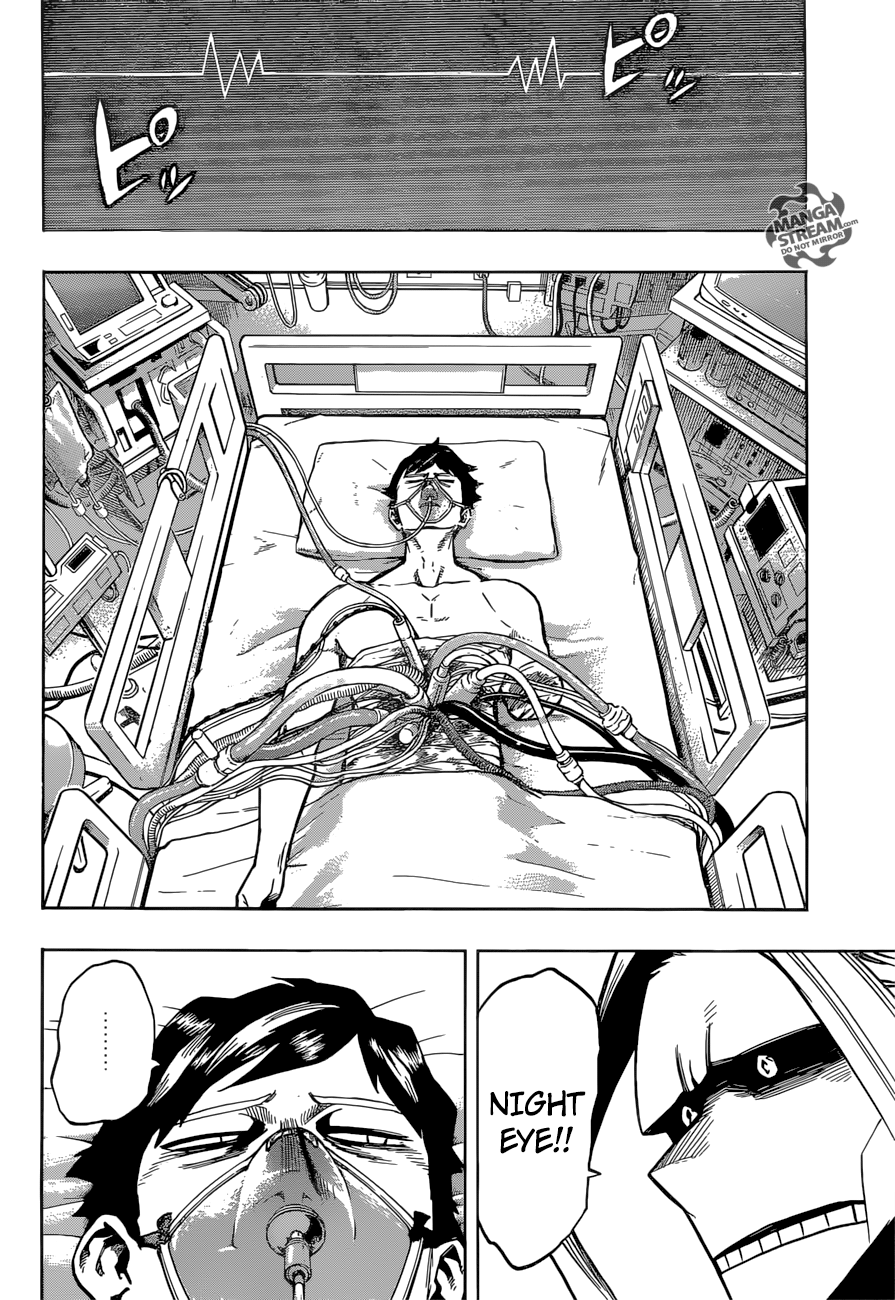 ピッ
ピッ
MANGA
STREAM.com
DO NOT MIRROR
NIGHT
EYE!!
.......